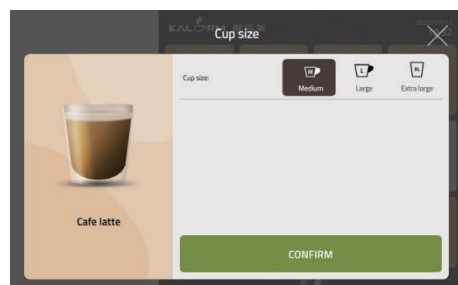 Cup size
Cup size:
M
L
XL
Medium
Large
Extra large
Cafe latte
CONFIRM